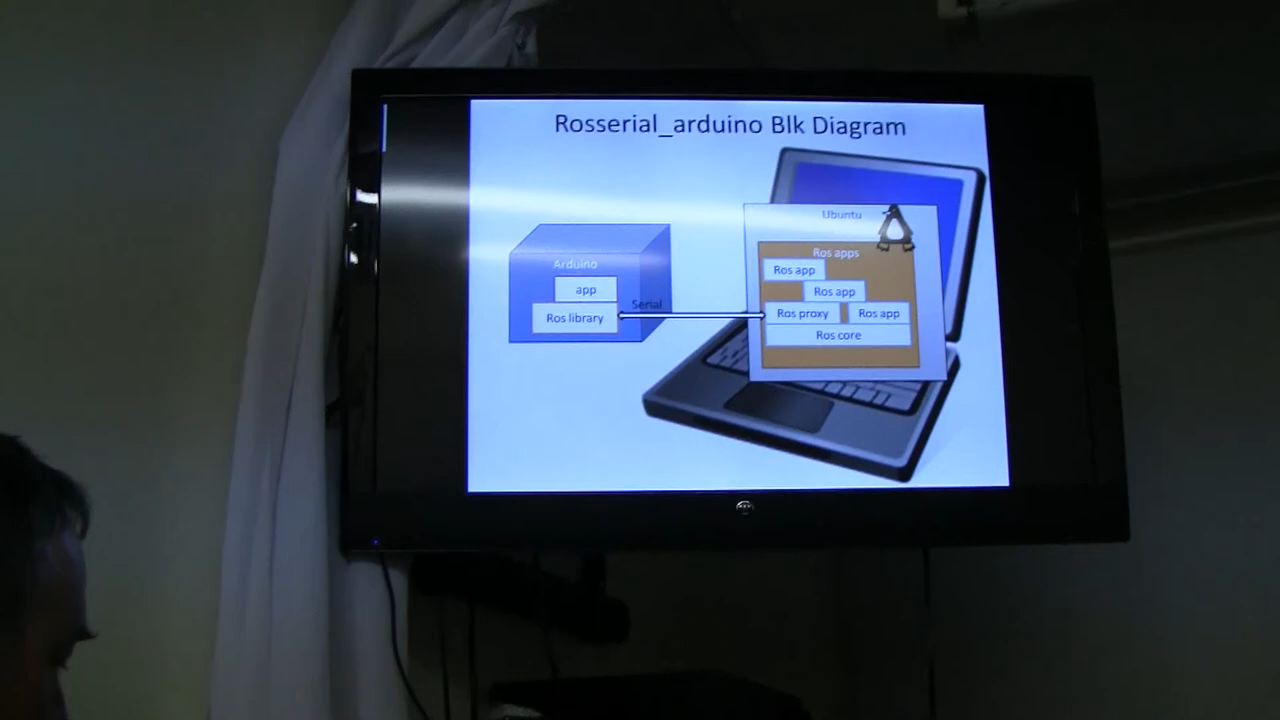 Rosserial_arduino Blk Diagram
Ubuntu
Ros apps
Arduino
Ros app
app
Ros app
Serial
Ros library
Ros proxy
Ros app
Ros core